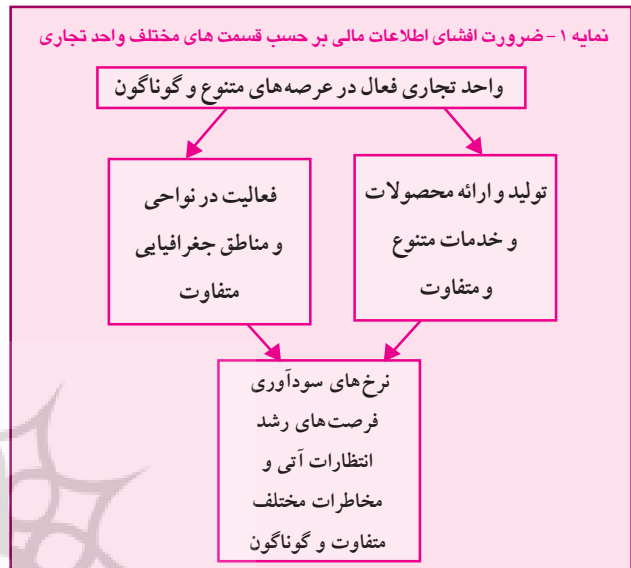 نمایه ۱ - ضرورت افشای اطلاعات مالی بر حسب قسمت های مختلف واحد تجاری
واحد تجاری فعال در عرصه‌های متنوع و گوناگون
تولید و ارائه محصولات
و خدمات متنوع
و متفاوت
فعالیت در نواحی
و مناطق جغرافیایی
متفاوت
نرخ‌های سودآوری
فرصت‌های رشد
انتظارات آتی و
مخاطرات مختلف
متفاوت و گوناگون